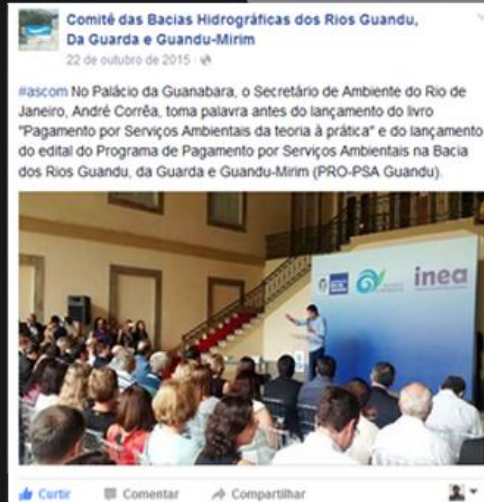 Comitê das Bacias Hidrográficas dos Rios Guandu,
Da Guarda e Guandu-Mirim
22 de outubro de 2015 ·
#ascom No Palácio da Guanabara, o Secretário de Ambiente do Rio de
Janeiro, André Corrêa, toma palavra antes do lançamento do livro
"Pagamento por Serviços Ambientais da teoria à prática" e do lançamento
do edital do Programa de Pagamento por Serviços Ambientais na Bacia
dos Rios Guandu, da Guarda e Guandu-Mirim (PRO-PSA Guandu).
inea
Curtir Comentar Compartilhar